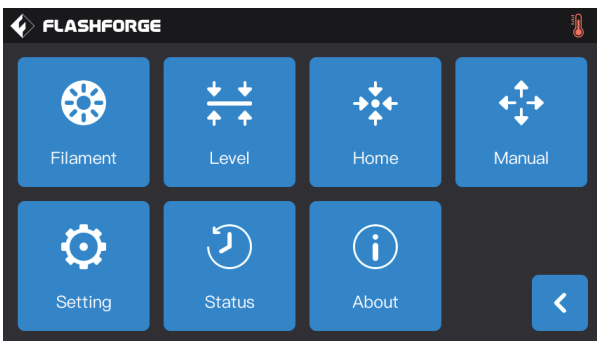 FLASHFORGE
Filament
Level
Home
Manual
Setting
Status
About